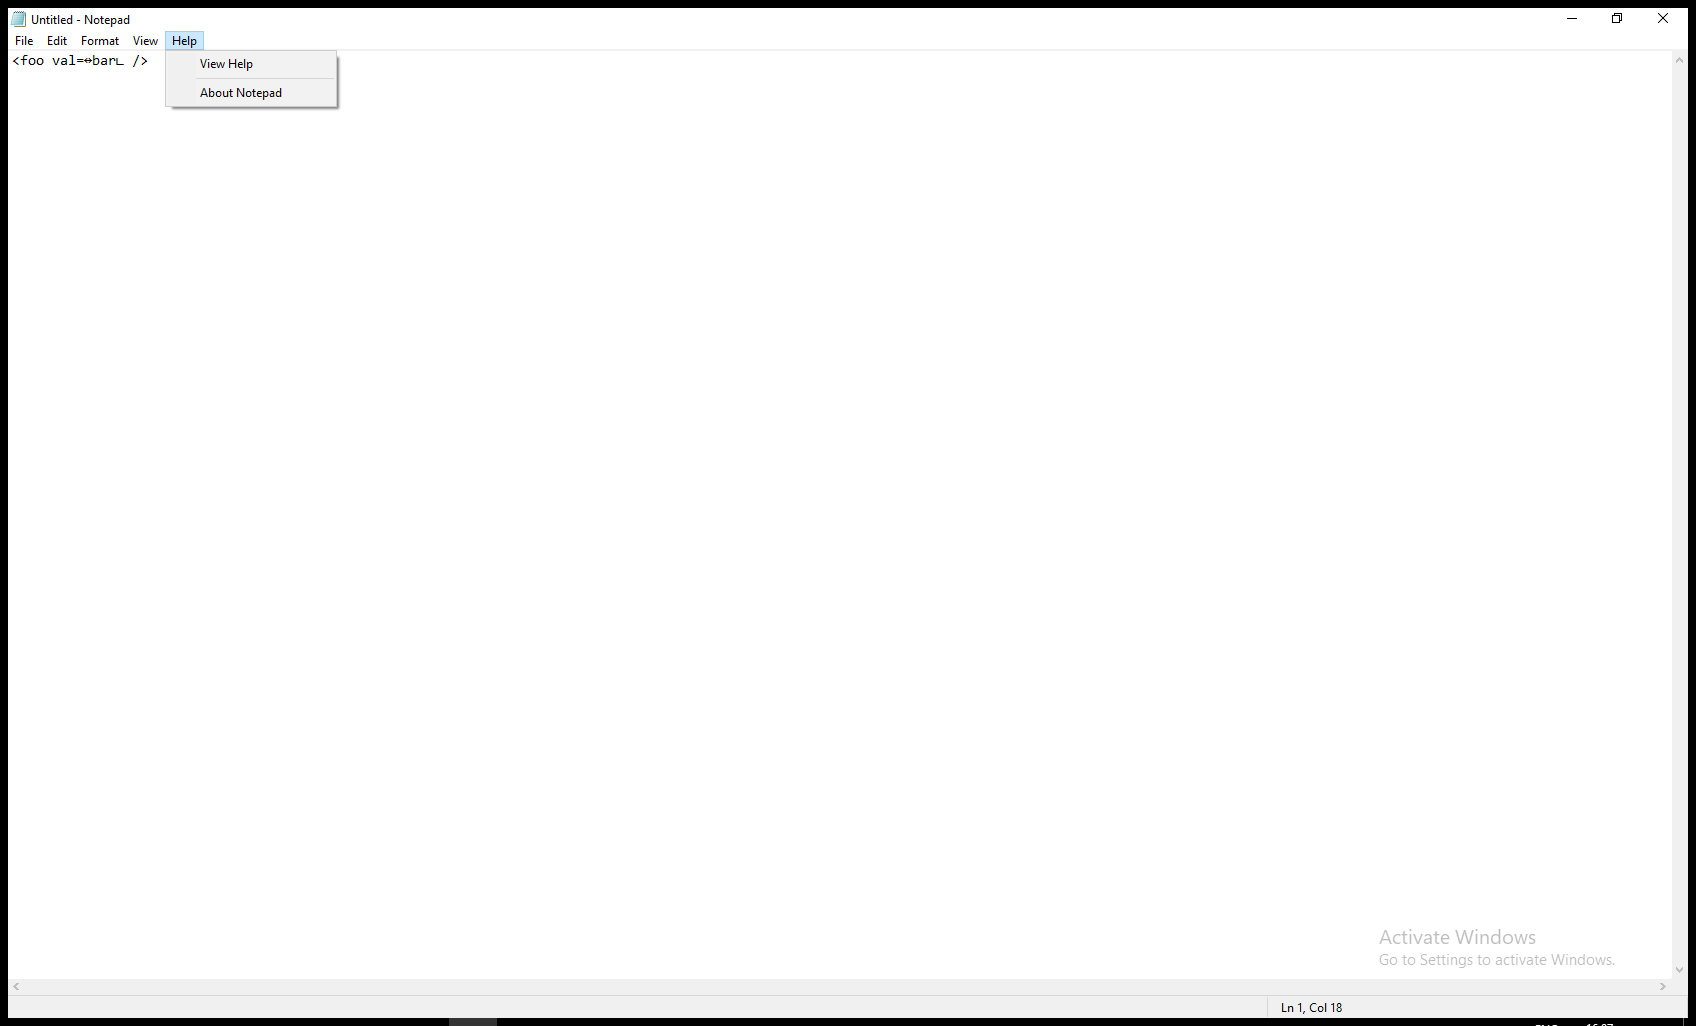 Untitled - Notepad
File Edit Format View Help
<foo val=↔bar∟ />
View Help
About Notepad
Activate Windows
Go to Settings to activate Windows.
Ln 1, Col 18